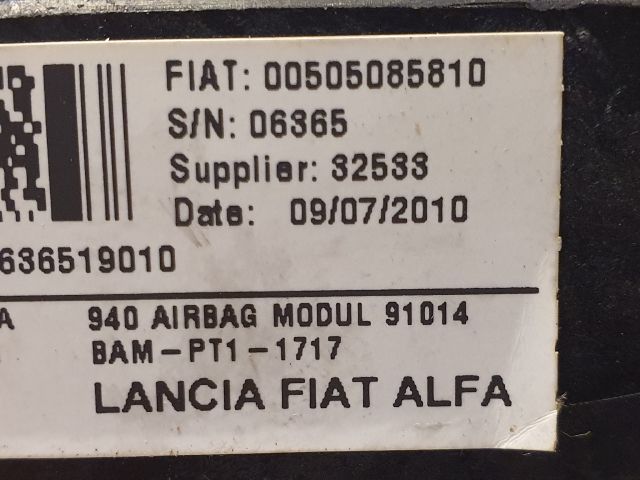 FIAT: 00505085810
S/N: 06365
Supplier: 32533
Date: 09/07/2010
636519010
A 940 AIRBAG MODUL 91014
BAM-PT1-1717
LANCIA FIAT ALFA